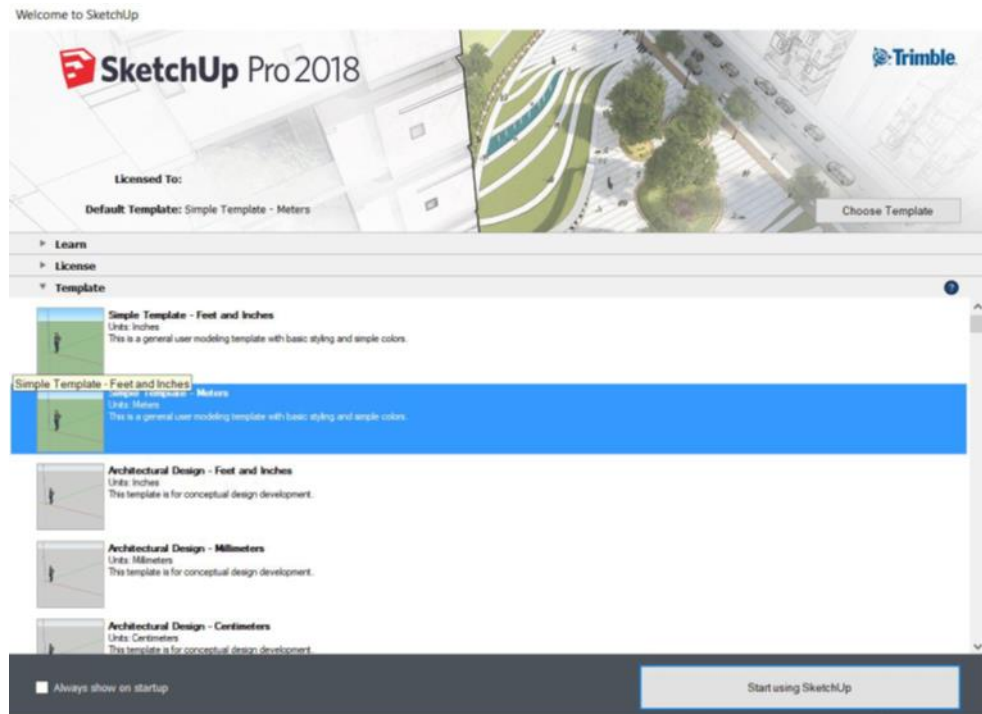 Welcome to SketchUp
SketchUp Pro 2018
Trimble
Licensed To:
Default Template: Simple Template - Meters
Choose Template
Learn
License
Template
?
Simple Template - Feet and Inches
Units: Inches
This is a general user modeling template with basic styling and simple colors.
Simple Template - Feet and Inches
Simple Template - Meters
Units: Meters
This is a general user modeling template with basic styling and simple colors.
Architectural Design - Feet and Inches
Units: Inches
This template is for conceptual design development.
Architectural Design - Millimeters
Units: Millimeters
This template is for conceptual design development.
Architectural Design - Centimeters
Units: Centimeters
This template is for conceptual design development.
Always show on startup
Start using SketchUp